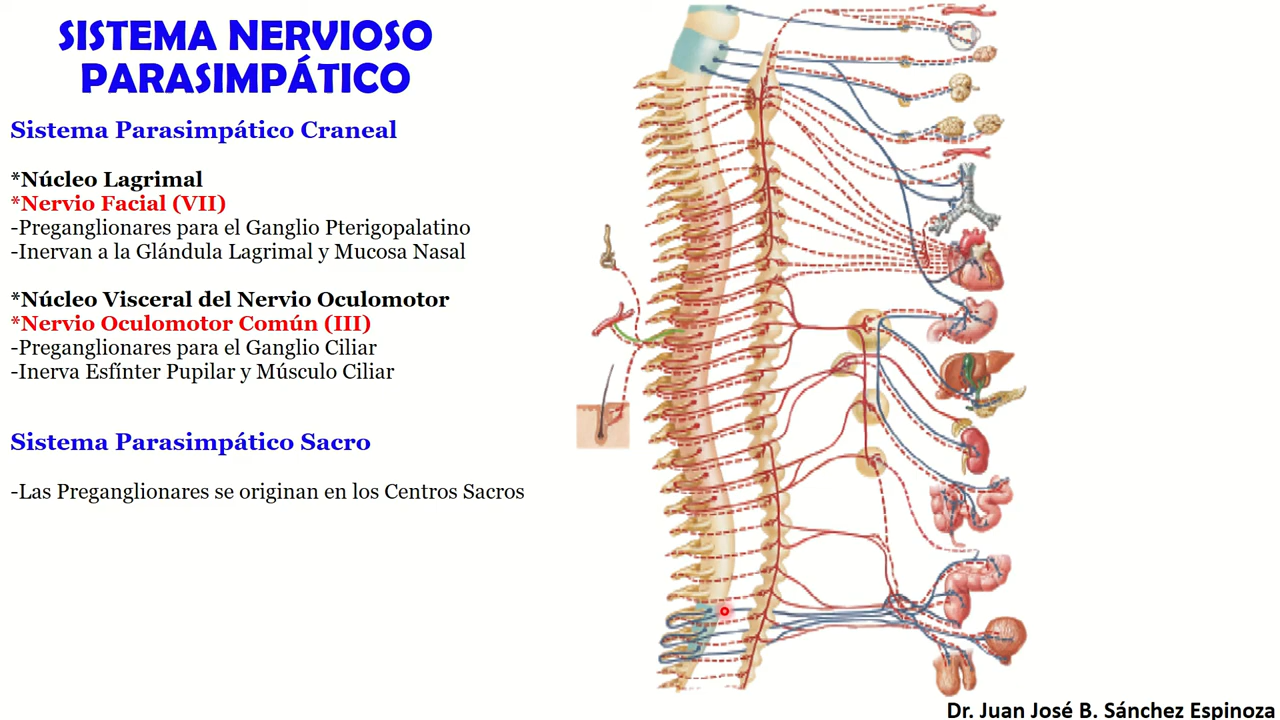 SISTEMA NERVIOSO
PARASIMPÁTICO
Sistema Parasimpático Craneal
*Núcleo Lagrimal
*Nervio Facial (VII)
-Preganglionares para el Ganglio Pterigopalatino
-Inervan a la Glándula Lagrimal y Mucosa Nasal
*Núcleo Visceral del Nervio Oculomotor
*Nervio Oculomotor Común (III)
-Preganglionares para el Ganglio Ciliar
-Inerva Esfínter Pupilar y Músculo Ciliar
Sistema Parasimpático Sacro
-Las Preganglionares se originan en los Centros Sacros
Dr. Juan José B. Sánchez Espinoza